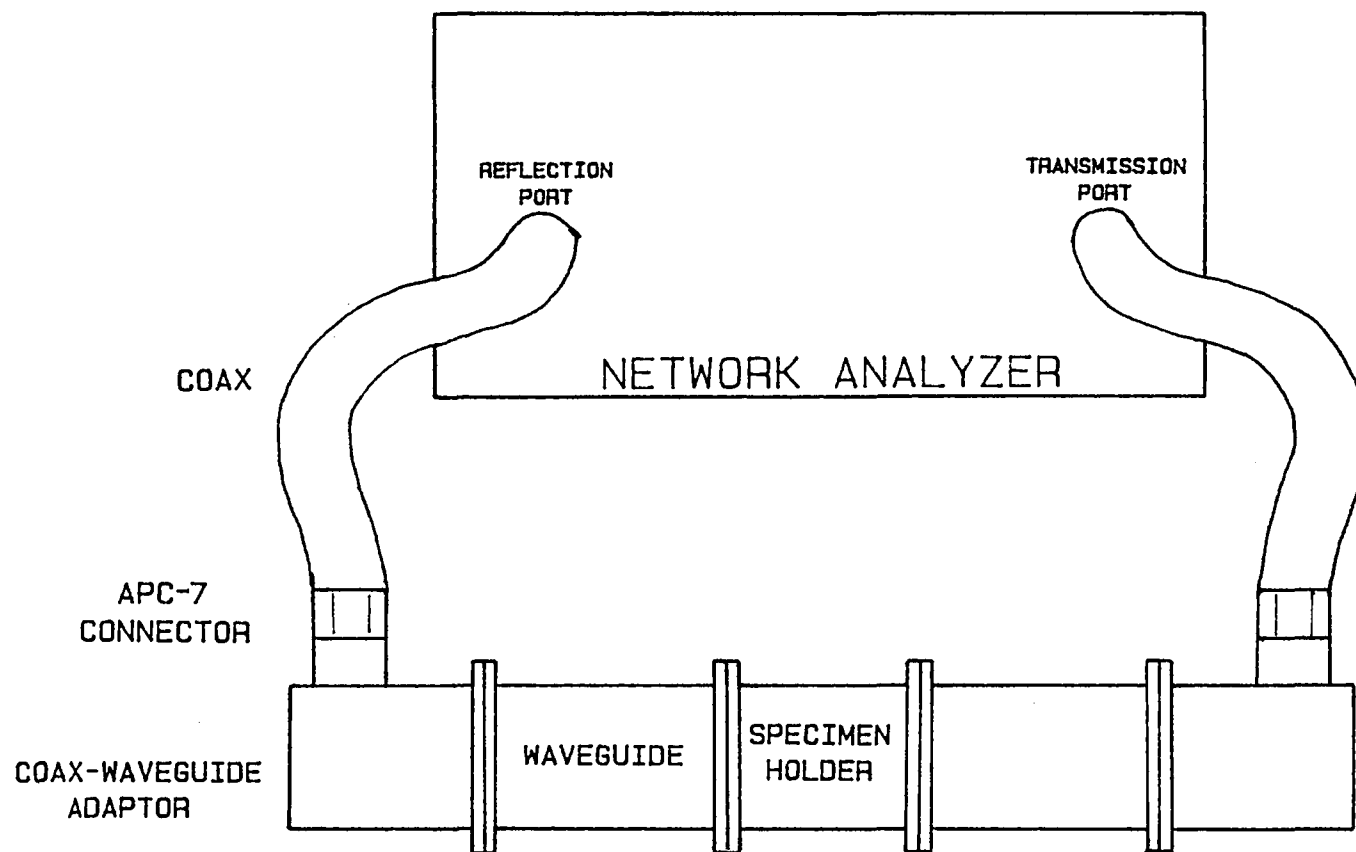 REFLECTION
PORT
TRANSMISSION
PORT
COAX
NETWORK ANALYZER
APC-7
CONNECTOR
WAVEGUIDE
SPECIMEN
HOLDER
COAX-WAVEGUIDE
ADAPTOR